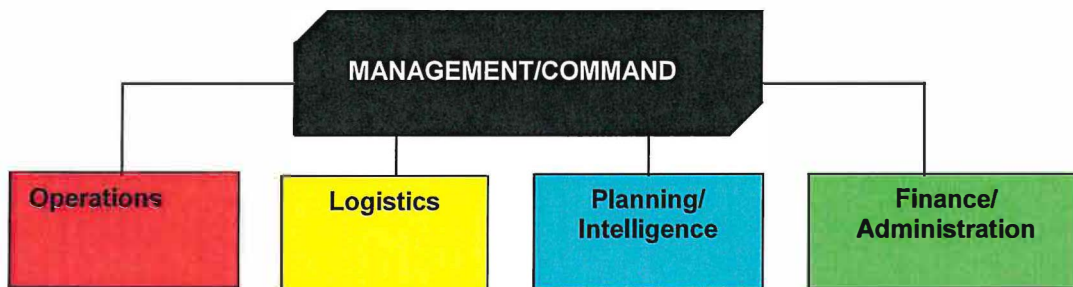 MANAGEMENT/COMMAND
Operations
Logistics
Planning/
Intelligence
Finance/
Administration